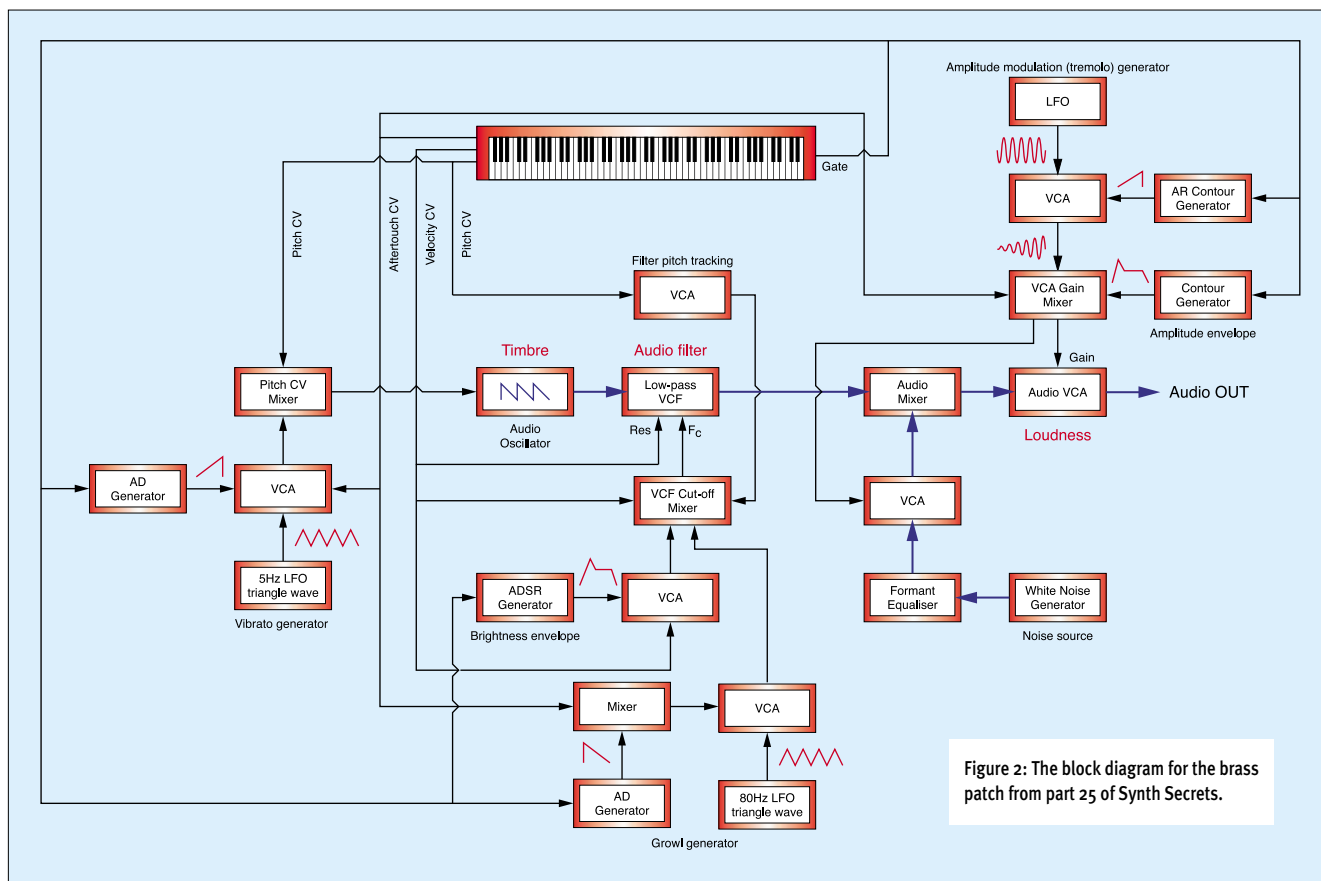 Amplitude modulation (tremolo) generator
LFO
Gate
VCA
AR Contour
Generator
Pitch CV
Aftertouch CV
Velocity CV
Pitch CV
Filter pitch tracking
VCA
VCA Gain
Mixer
Contour
Generator
Amplitude envelope
Gain
Timbre
Audio filter
Pitch CV
Mixer
Audio
Oscillator
Low-pass
VCF
Audio
Mixer
Audio VCA
Audio OUT
Loudness
Res
FC
AD
Generator
VCA
VCF Cut-off
Mixer
VCA
5Hz LFO
triangle wave
Vibrato generator
ADSR
Generator
Brightness envelope
VCA
Formant
Equaliser
White Noise
Generator
Noise source
Mixer
VCA
AD
Generator
80Hz LFO
triangle wave
Growl generator
Figure 2: The block diagram for the brass
patch from part 25 of Synth Secrets.